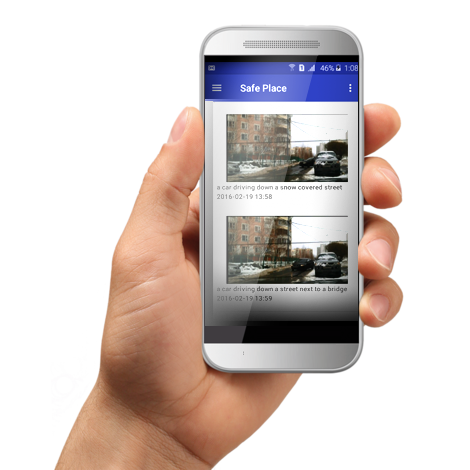 46% 1:08
Safe Place
a car driving down a snow covered street
2016-02-19 13:58
a car driving down a street next to a bridge
2016-02-19 13:59